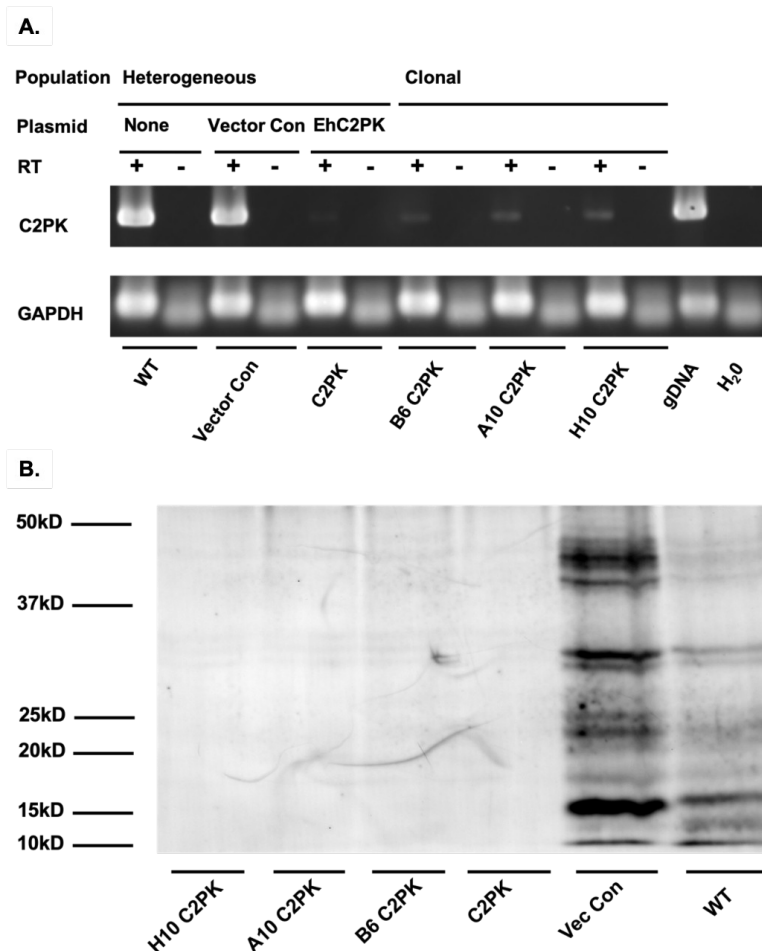 A.
Population Heterogeneous Clonal
Plasmid None Vector Con EhC2PK
RT + - + - + - + - + - + -
C2PK
GAPDH
WT Vector Con C2PK B6 C2PK A10 C2PK H10 C2PK gDNA H20
B.
50kD
37kD
25kD
20kD
15kD
10kD
H10 C2PK A10 C2PK B6 C2PK C2PK Vec Con WT